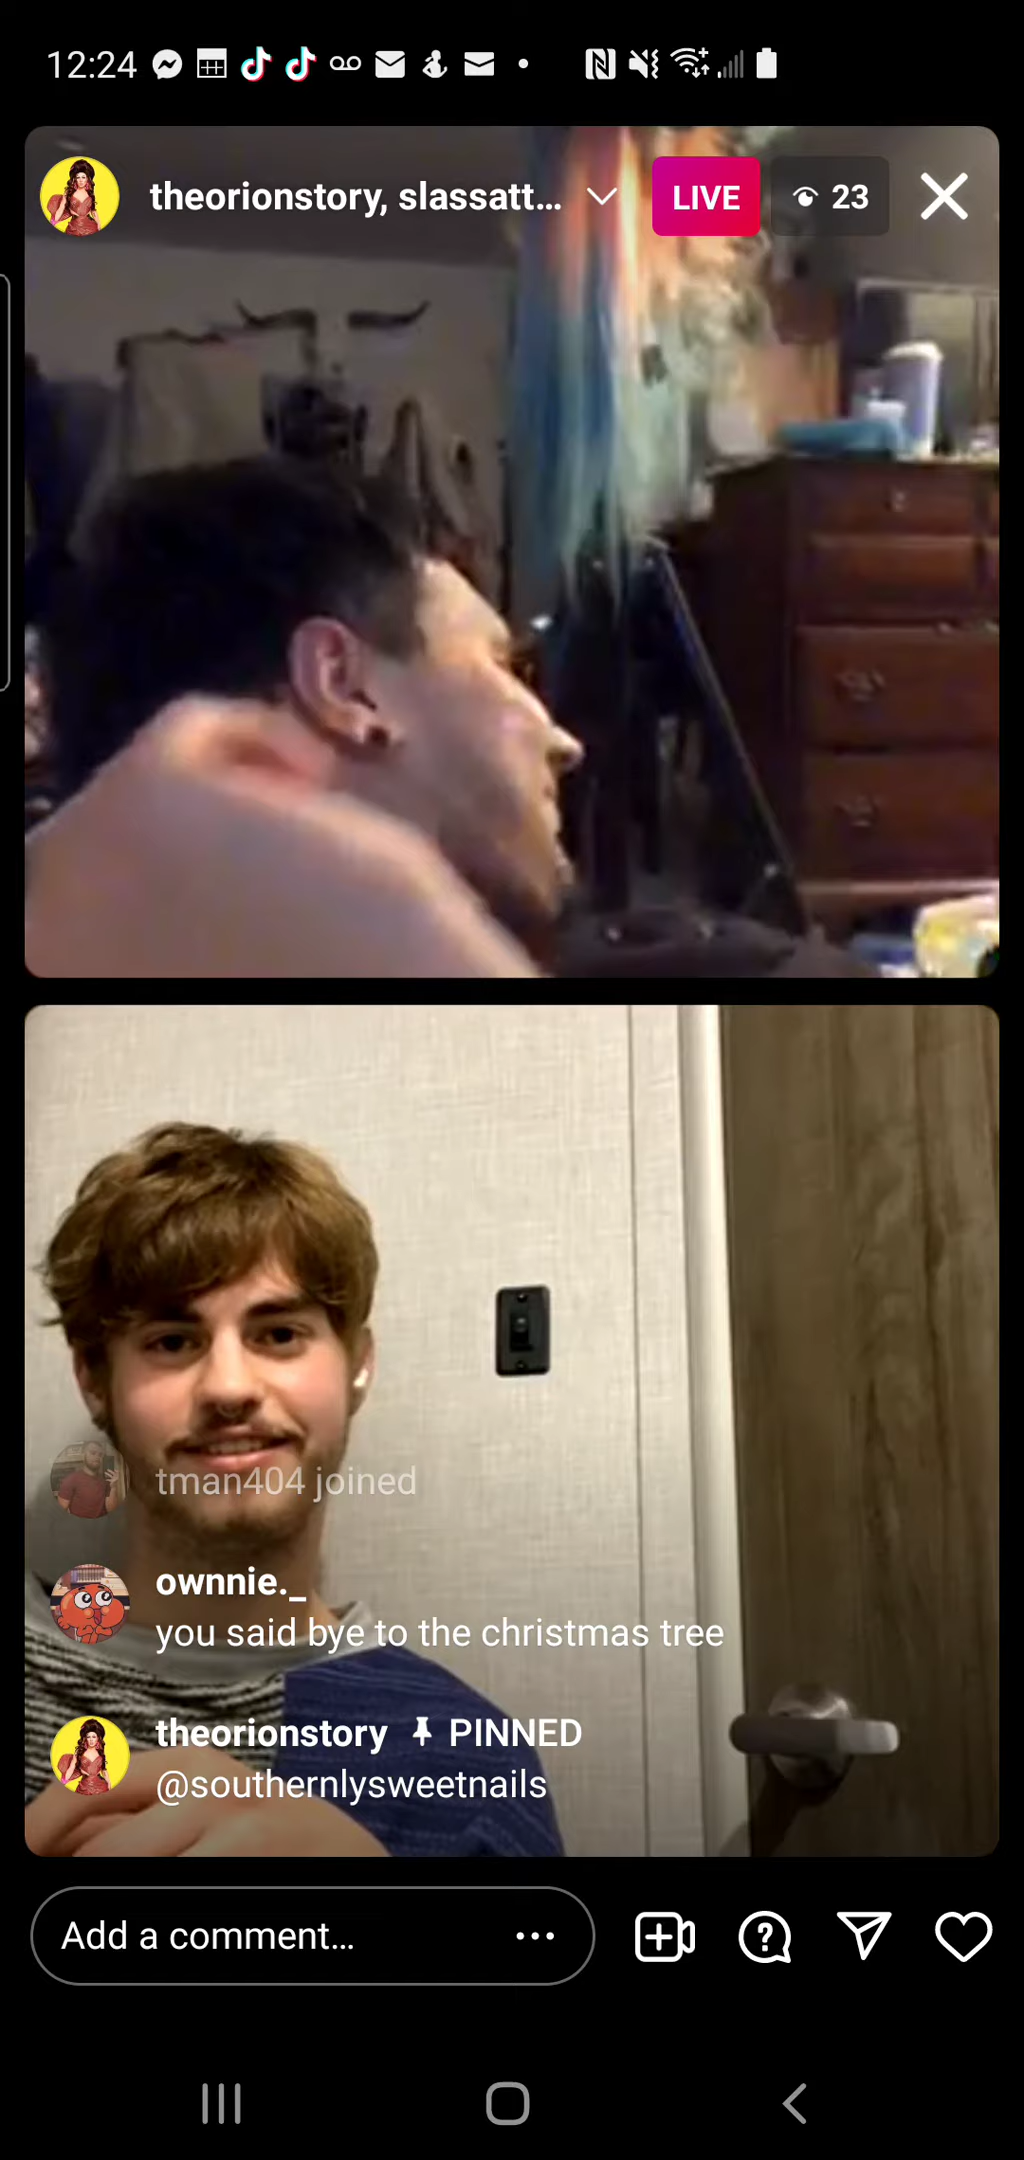 12:24
theorionstory, slassatt...
LIVE
23
tman404 joined
ownnie._
you said bye to the christmas tree
theorionstory PINNED
@southernlysweetnails
Add a comment...